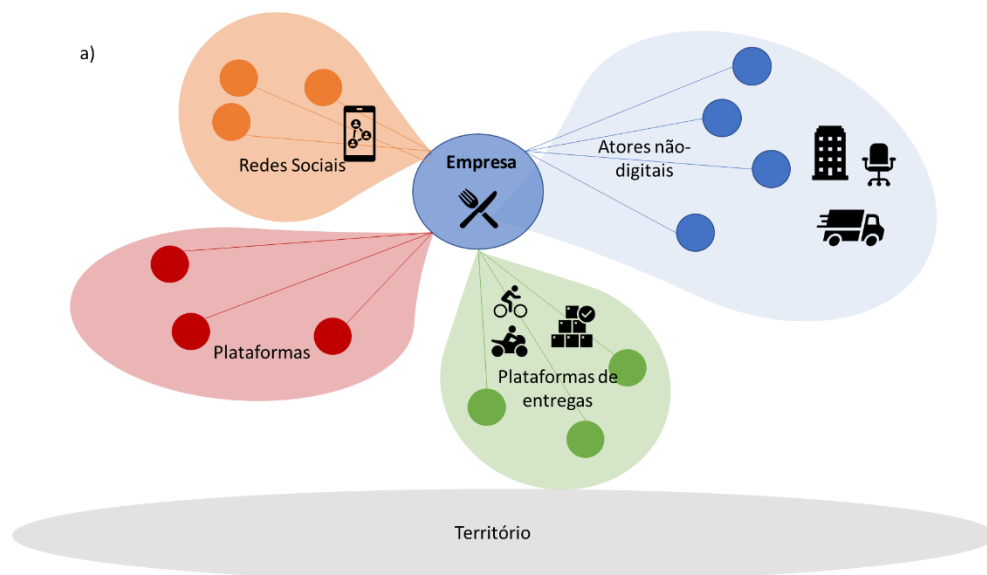 a)
Redes Sociais
Empresa
Atores não-
digitais
Plataformas
Plataformas de
entregas
Território